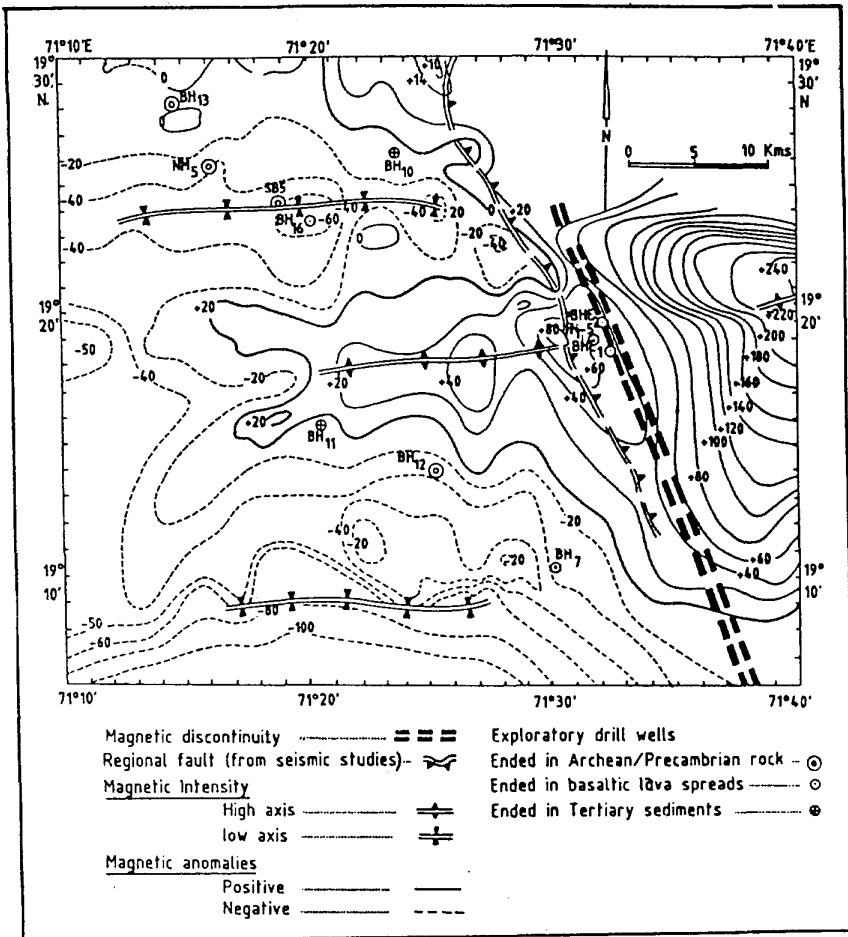 71°10'E 71°20' 71°30' 71°40'E
19° 30' N.
19° 30' N.
+10
+14
0
BH13
N
0 5 10 Kms
-20
NH5
BH10
-40
SB5
-40
-60
BH16
-40
-20
0
+20
-40
-20
0
-40
+240
+220
+200
+180
+160
+140
+120
+100
+80
+60
+40
19° 20'
19° 20'
+20
-50
-40
-20
+20
+40
+80
+60
+40
+20
BH11
BH12
-40
-20
-20
-20
BH7
19° 10'
19° 10'
-50
-60
-80
-100
71°10' 71°20' 71°30' 71°40'
Magnetic discontinuity
Regional fault (from seismic studies)
Magnetic Intensity
High axis
low axis
Magnetic anomalies
Positive
Negative
Exploratory drill wells
Ended in Archean/Precambrian rock
Ended in basaltic lava spreads
Ended in Tertiary sediments